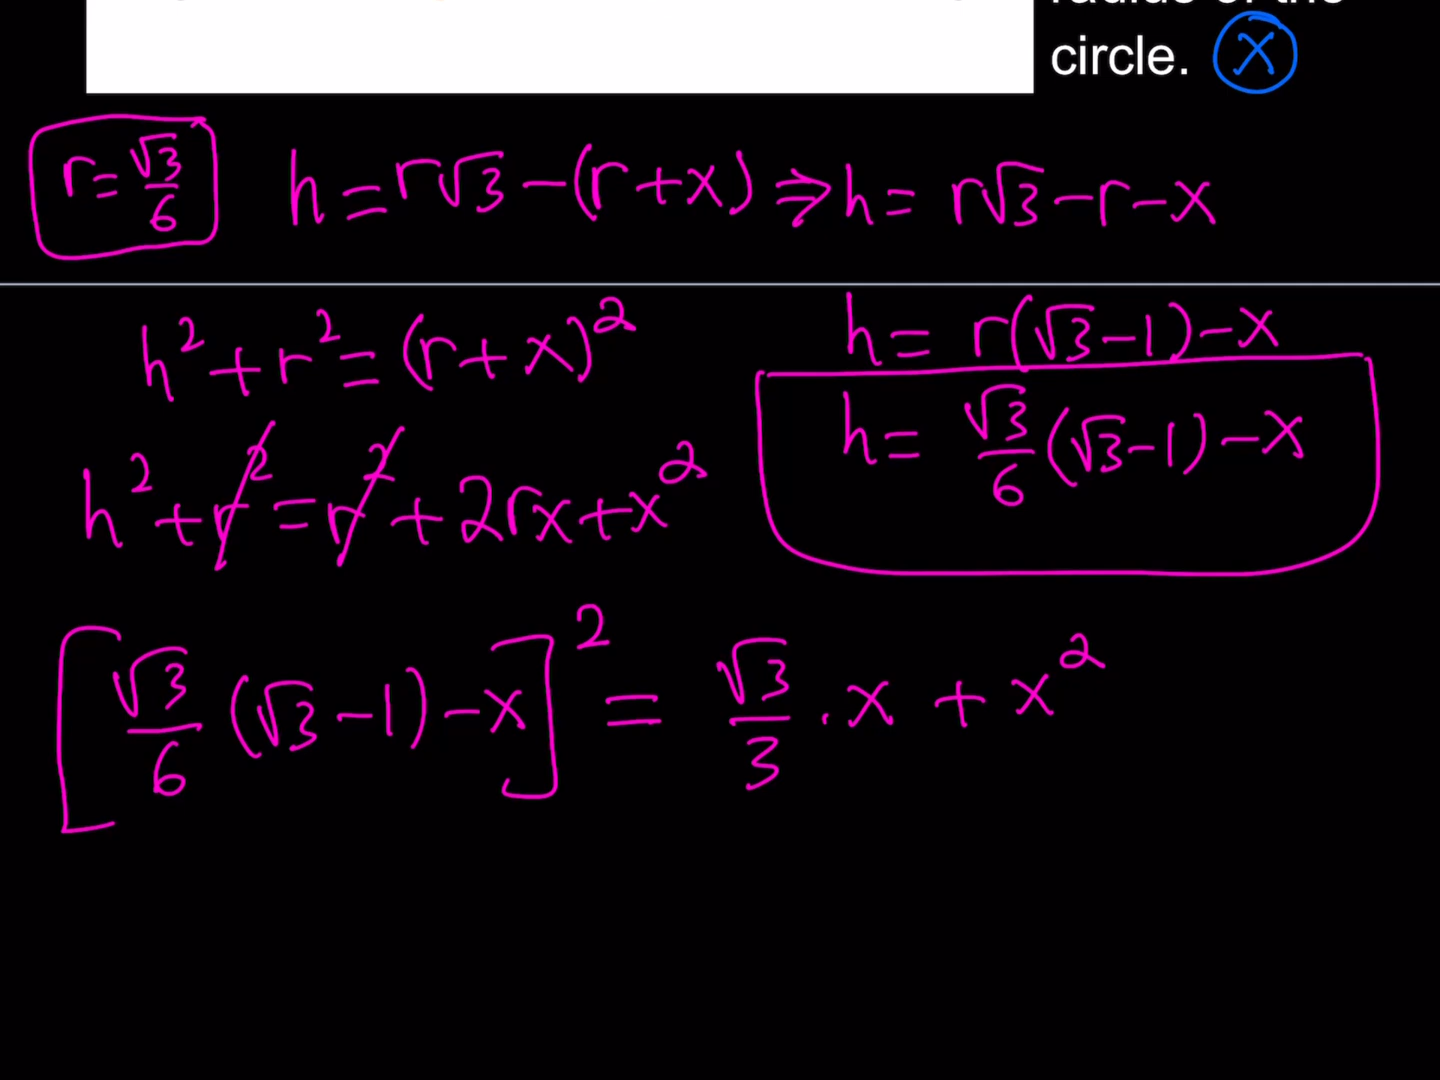 circle. x
r = √3/6 h = r√3 − (r + x) ⇒ h = r√3 − r − x
h² + r² = (r + x)² h = r(√3 − 1) − x
h = √3/6 (√3 − 1) − x
h² + r² = r² + 2rx + x²
[√3/6 (√3 − 1) − x]² = √3/3 · x + x²